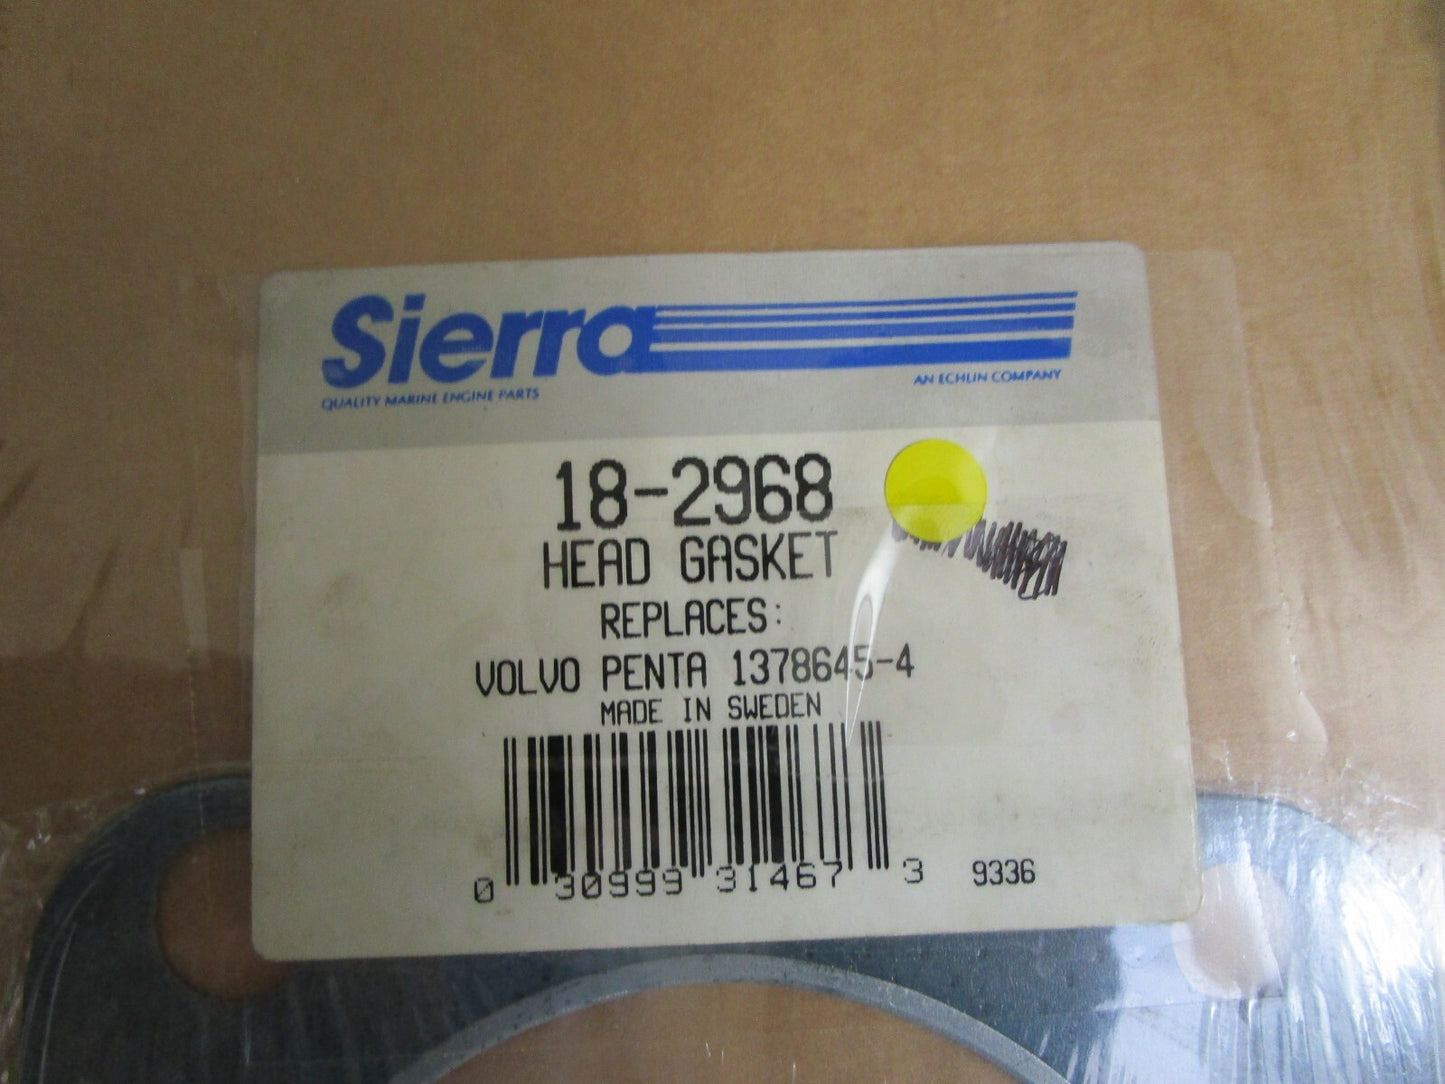 Sierra
QUALITY MARINE ENGINE PARTS
AN ECHLIN COMPANY
18-2968
HEAD GASKET
REPLACES:
VOLVO PENTA 1378645-4
MADE IN SWEDEN
0 30999 31467 3 9336